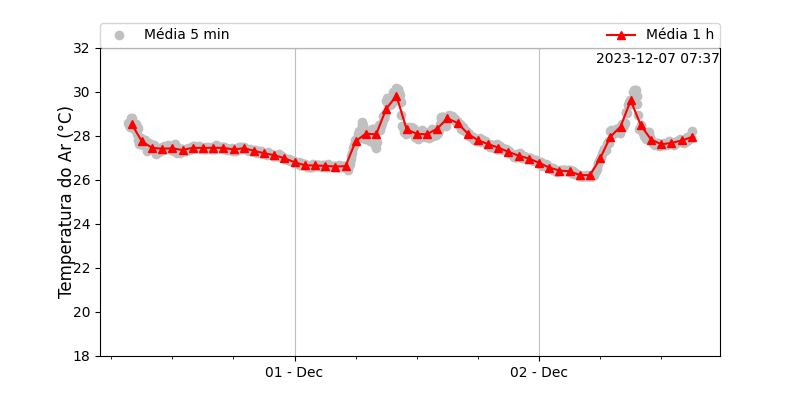 Média 5 min
Média 1 h
2023-12-07 07:37
Temperatura do Ar (°C)
32
30
28
26
24
22
20
18
01 - Dec
02 - Dec